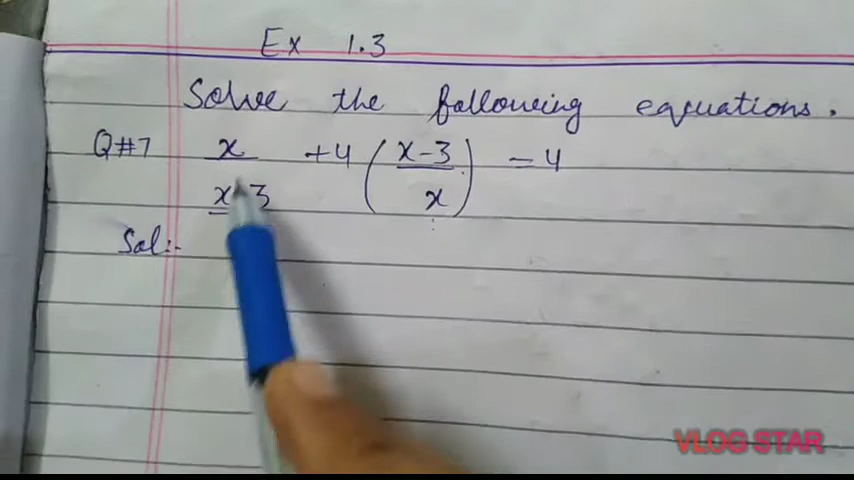 Ex 1.3
Solve the following equations.
Q#7 x/x-3 +4 (x-3/x) = 4
Sol:-
VLOG STAR